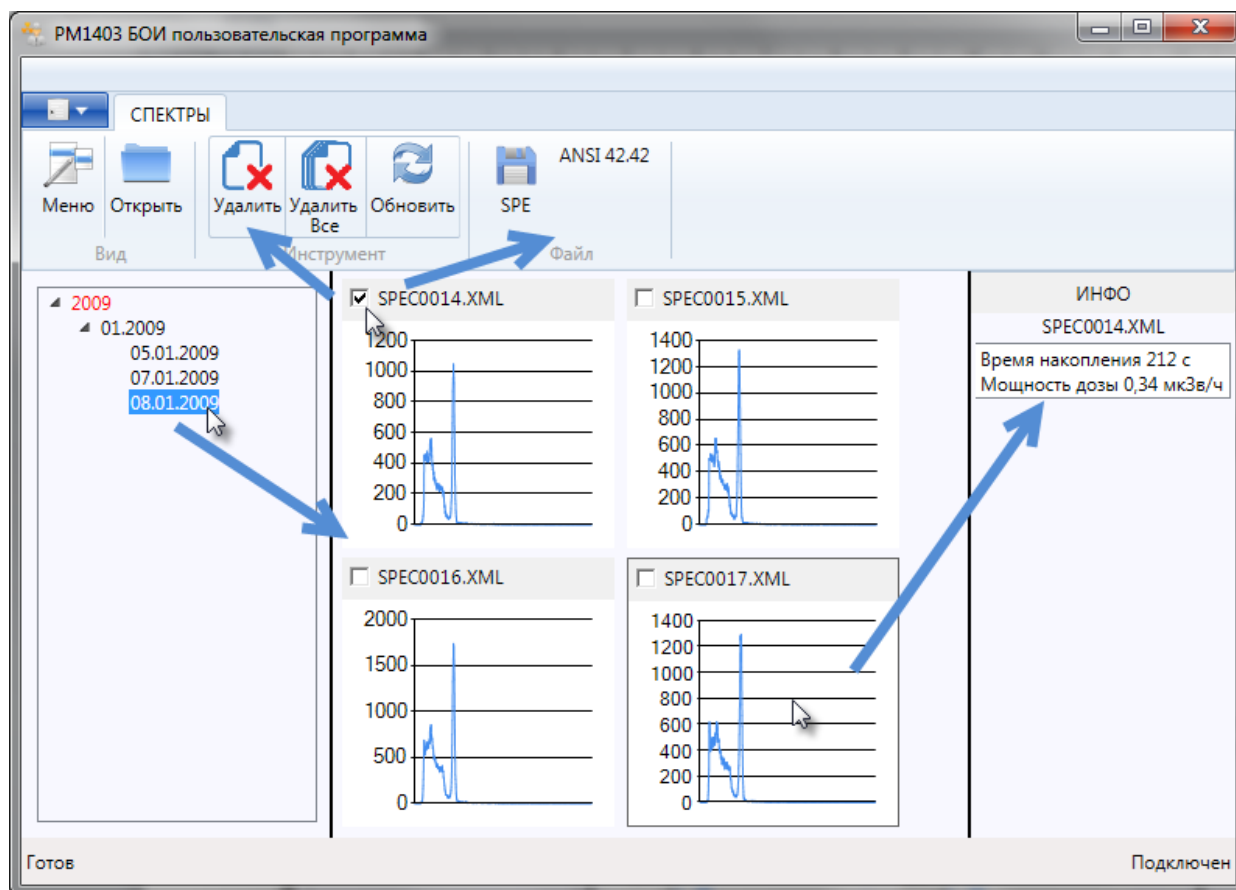 РМ1403 БОИ пользовательская программа
СПЕКТРЫ
ANSI 42.42
Меню Открыть Удалить Удалить Все Обновить SPE
Вид Инструмент Файл
2009
01.2009
05.01.2009
07.01.2009
08.01.2009
SPEC0014.XML
1200
1000
800
600
400
200
0
SPEC0015.XML
1400
1200
1000
800
600
400
200
0
SPEC0016.XML
2000
1500
1000
500
0
SPEC0017.XML
1400
1200
1000
800
600
400
200
0
ИНФО
SPEC0014.XML
Время накопления 212 с
Мощность дозы 0,34 мкЗв/ч
Готов
Подключен